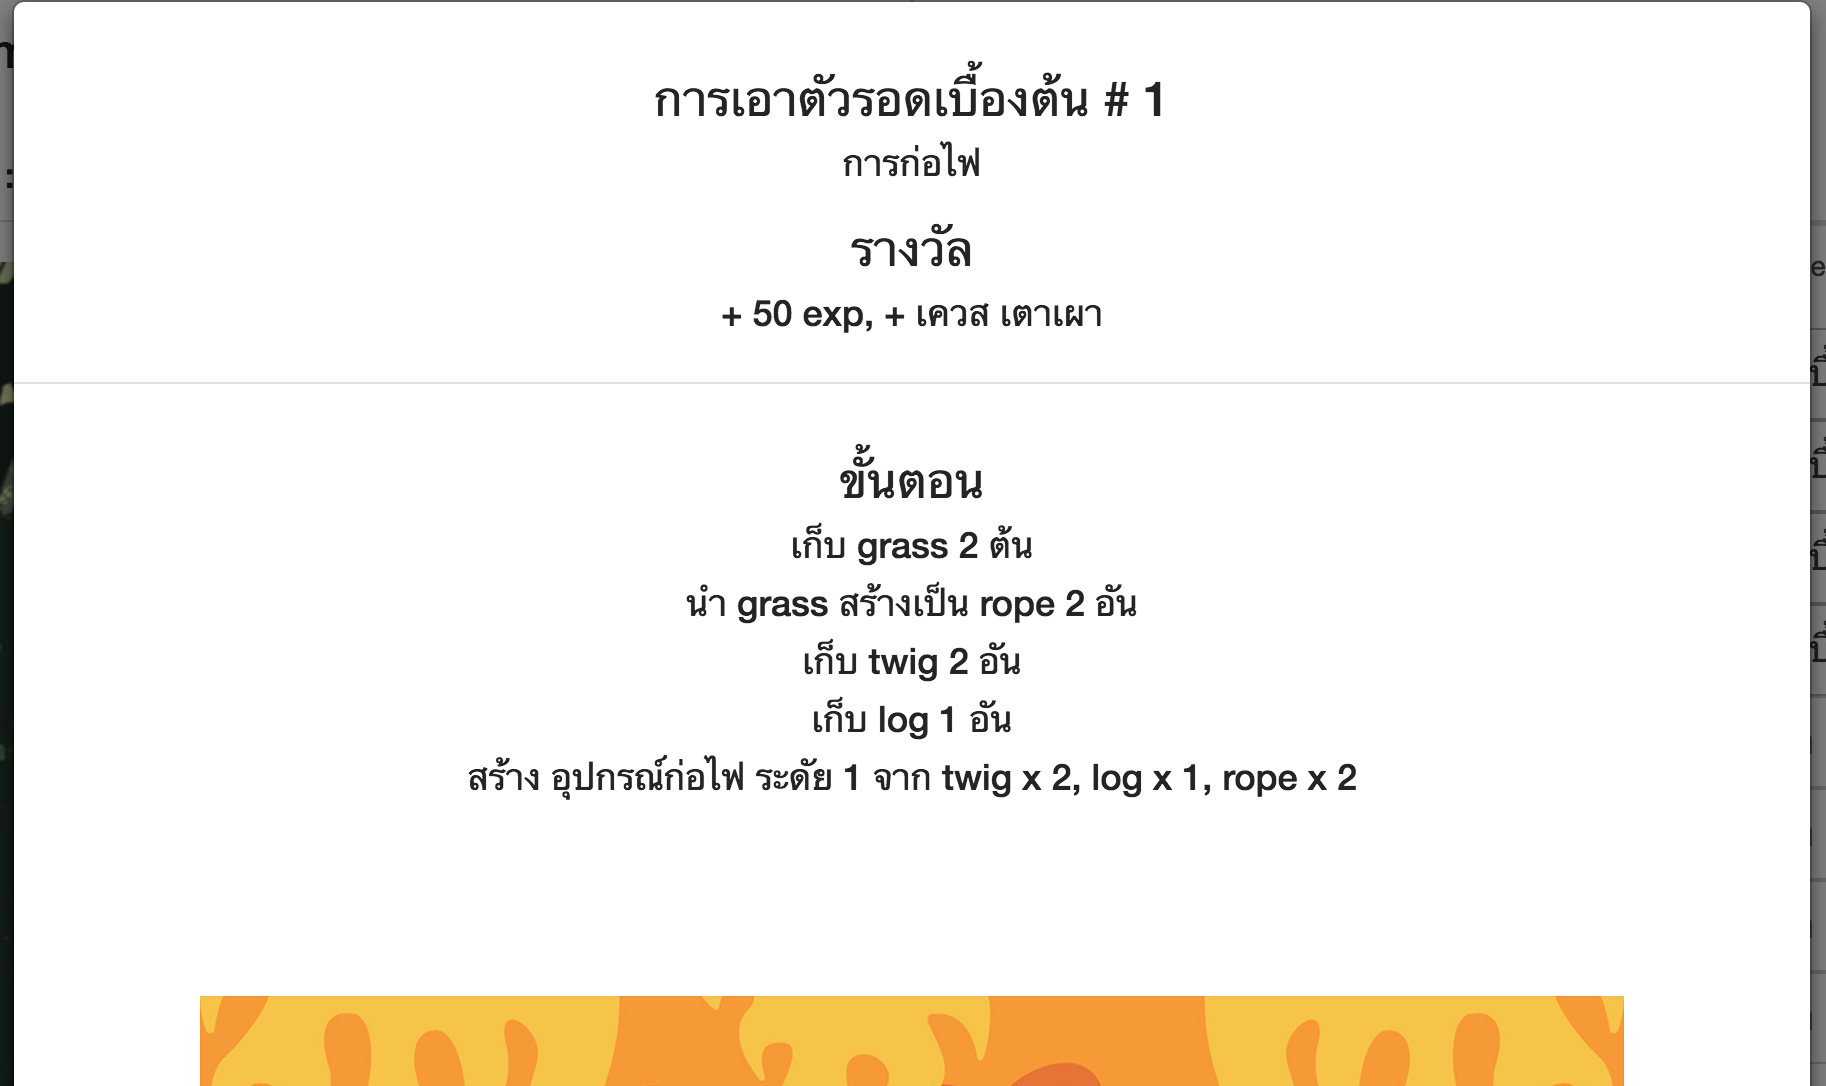 การเอาตัวรอดเบื้องต้น # 1
การก่อไฟ
รางวัล
+ 50 exp, + เควส เตาเผา
ขั้นตอน
เก็บ grass 2 ต้น
นำ grass สร้างเป็น rope 2 อัน
เก็บ twig 2 อัน
เก็บ log 1 อัน
สร้าง อุปกรณ์ก่อไฟ ระดัย 1 จาก twig x 2, log x 1, rope x 2